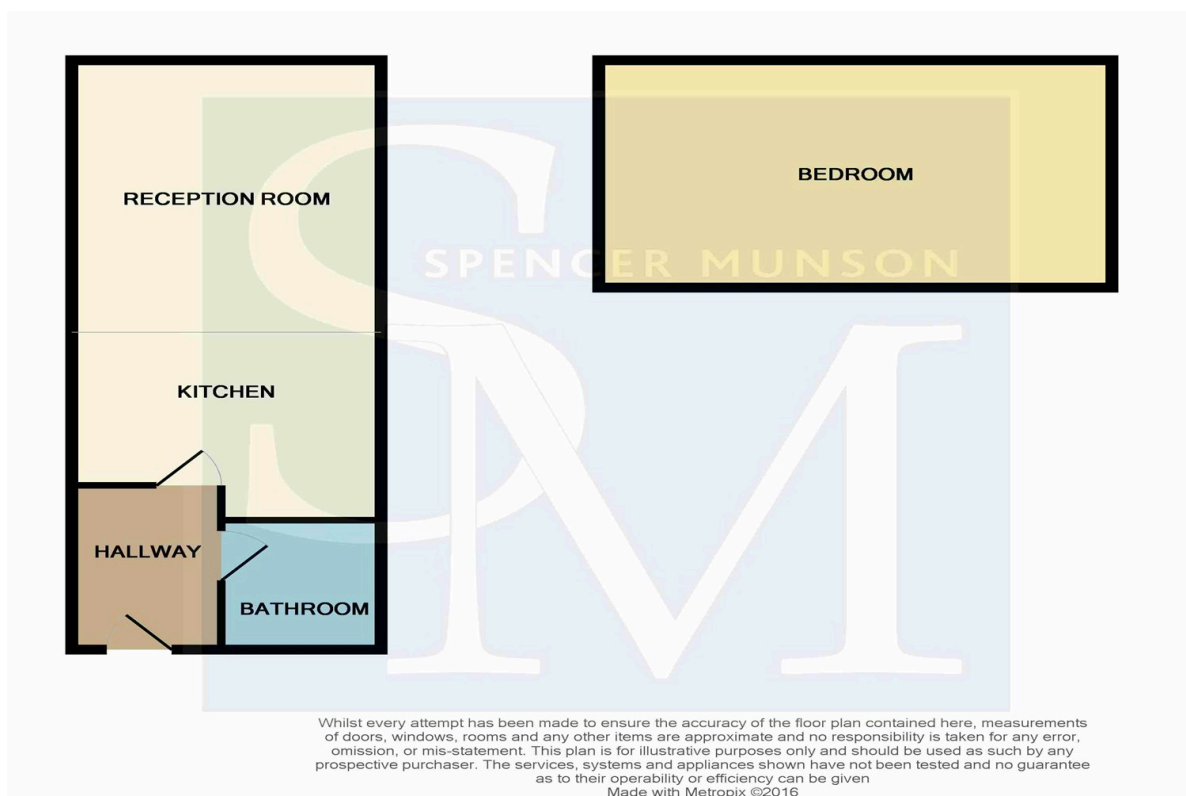 RECEPTION ROOM
BEDROOM
SPENCER MUNSON
KITCHEN
HALLWAY
BATHROOM
SM
Whilst every attempt has been made to ensure the accuracy of the floor plan contained here, measurements
of doors, windows, rooms and any other items are approximate and no responsibility is taken for any error,
omission, or mis-statement. This plan is for illustrative purposes only and should be used as such by any
prospective purchaser. The services, systems and appliances shown have not been tested and no guarantee
as to their operability or efficiency can be given
Made with Metropix ©2016